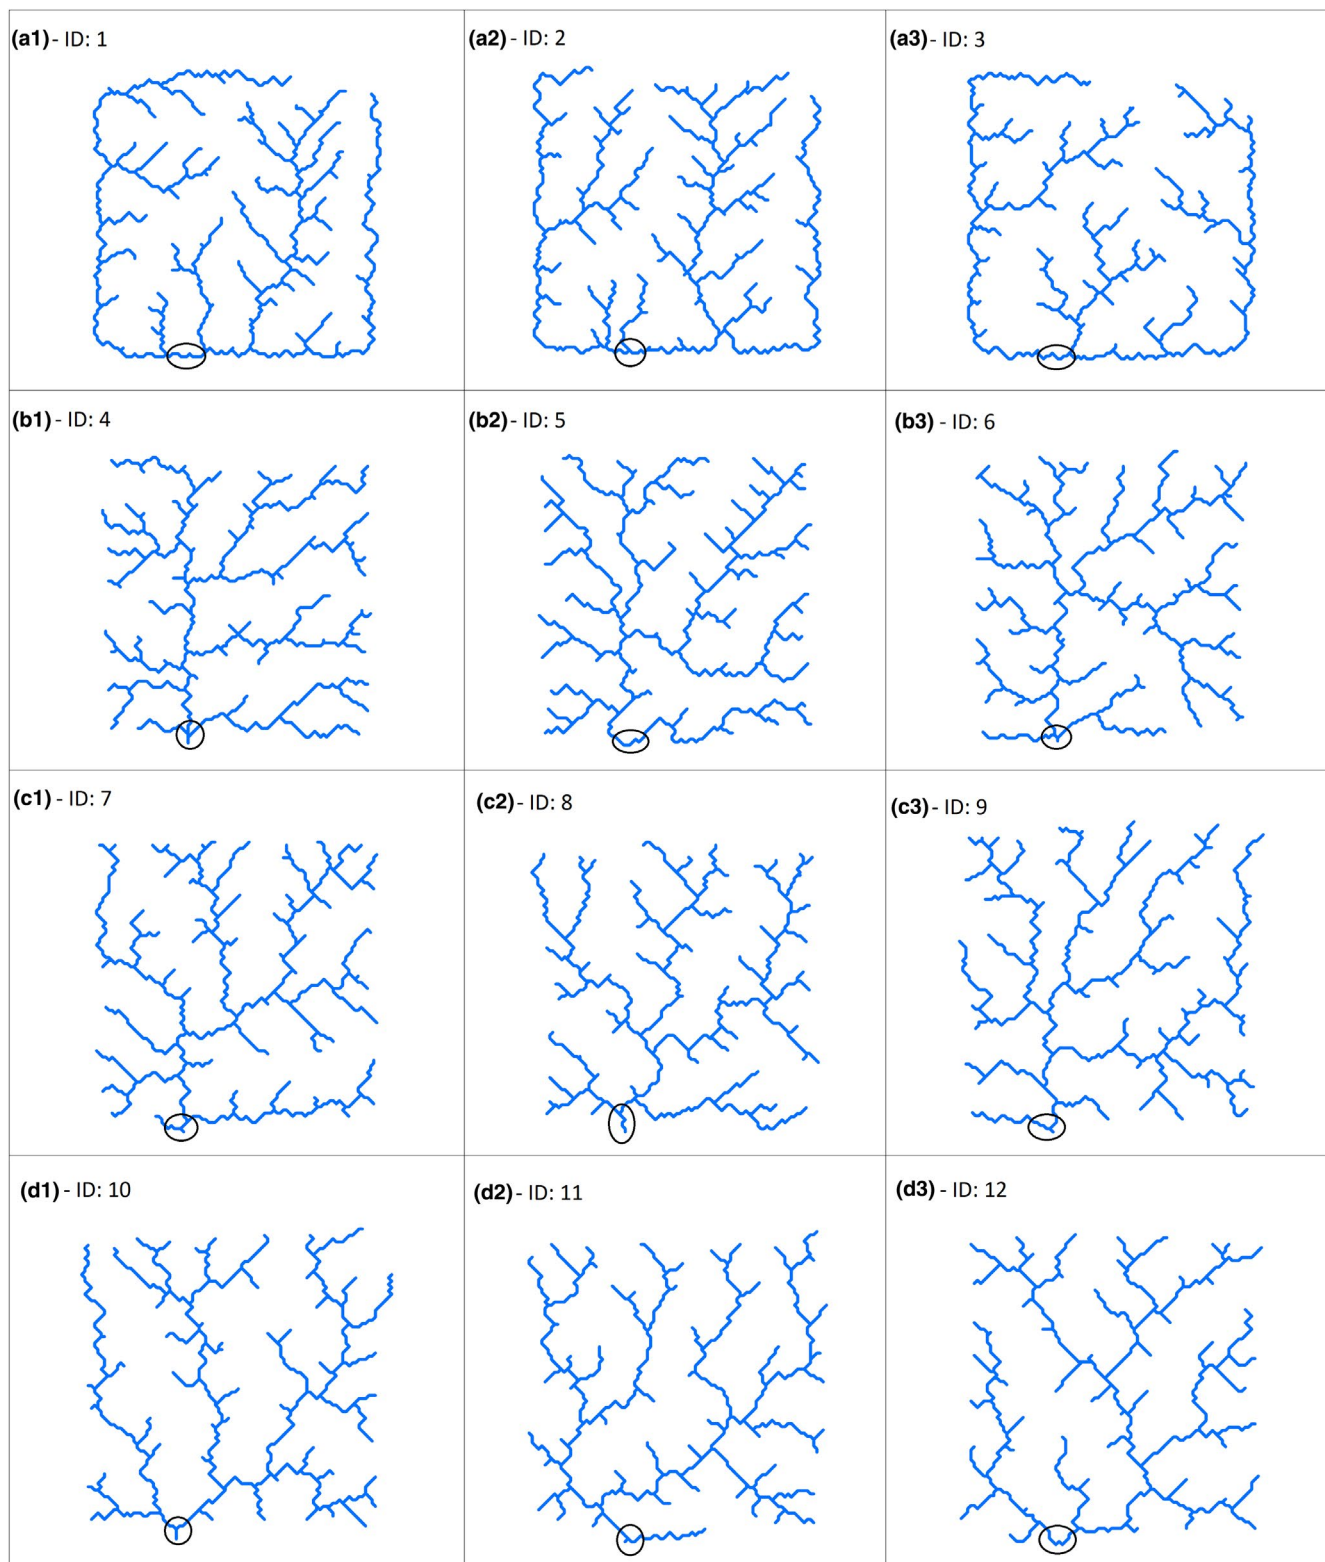 (a1) - ID: 1
(a2) - ID: 2
(a3) - ID: 3
(b1) - ID: 4
(b2) - ID: 5
(b3) - ID: 6
(c1) - ID: 7
(c2) - ID: 8
(c3) - ID: 9
(d1) - ID: 10
(d2) - ID: 11
(d3) - ID: 12